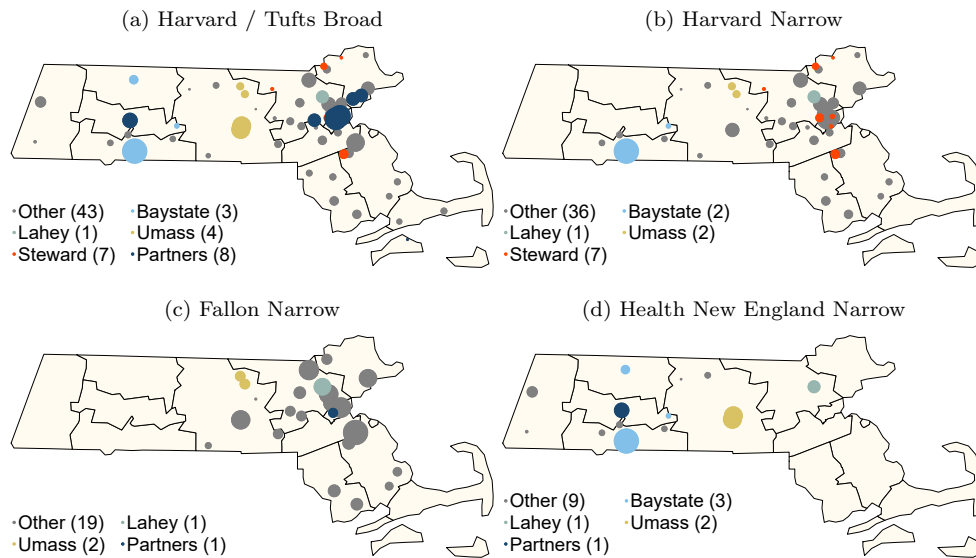 (a) Harvard / Tufts Broad
Other (43) Baystate (3)
Lahey (1) Umass (4)
Steward (7) Partners (8)
(b) Harvard Narrow
Other (36) Baystate (2)
Lahey (1) Umass (2)
Steward (7)
(c) Fallon Narrow
Other (19) Lahey (1)
Umass (2) Partners (1)
(d) Health New England Narrow
Other (9) Baystate (3)
Lahey (1) Umass (2)
Partners (1)